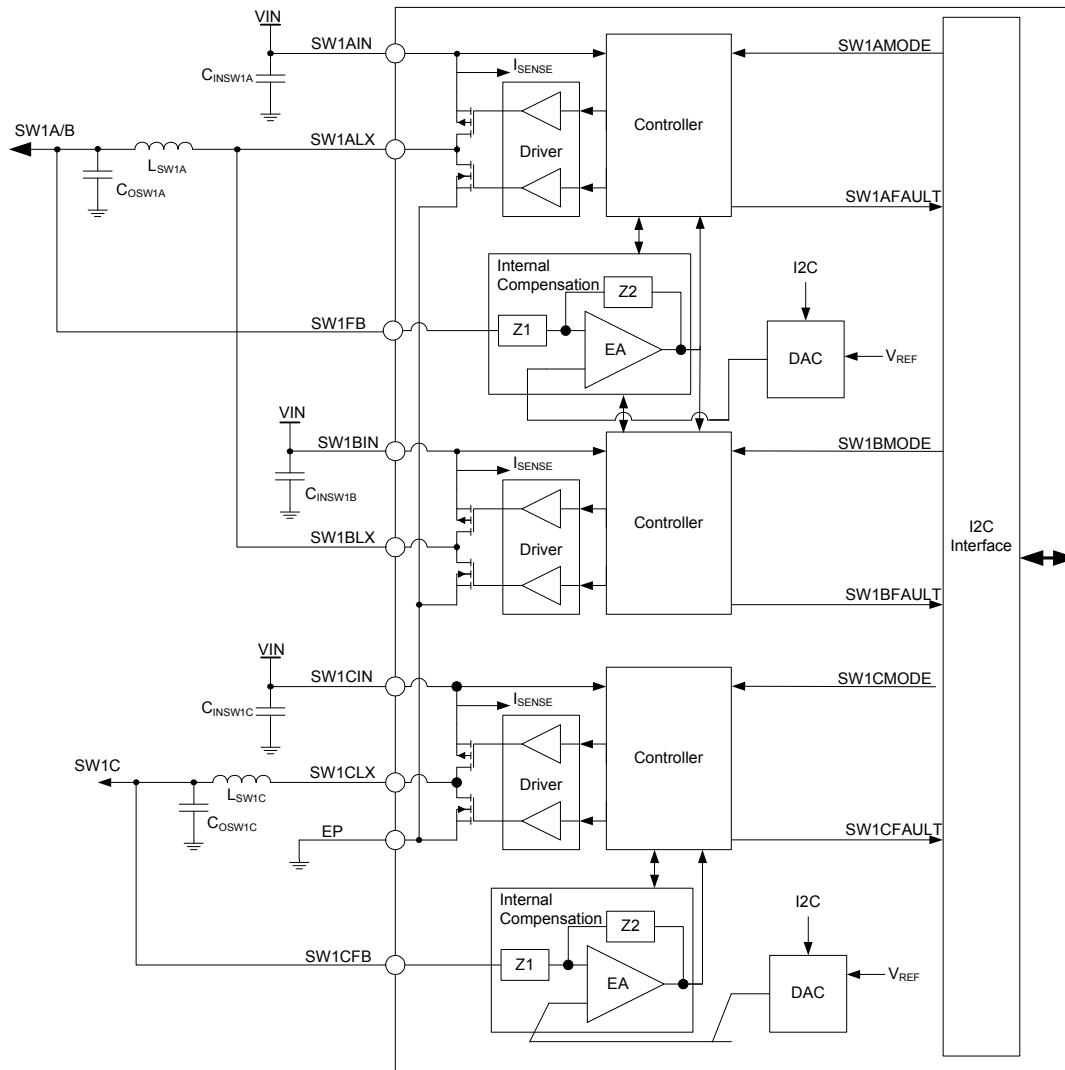 VIN
SW1AIN
SW1AMODE
ISENSE
CINSW1A
Controller
SW1A/B
SW1ALX
Driver
LSW1A
COSW1A
SW1AFAULT
Internal
Compensation
I2C
Z2
SW1FB
Z1
EA
DAC
VREF
VIN
SW1BIN
SW1BMODE
ISENSE
CINSW1B
Controller
I2C
Interface
SW1BLX
Driver
SW1BFAULT
VIN
SW1CIN
SW1CMODE
ISENSE
CINSW1C
Controller
SW1C
SW1CLX
Driver
LSW1C
COSW1C
EP
SW1CFAULT
Internal
Compensation
I2C
Z2
SW1CFB
Z1
EA
DAC
VREF